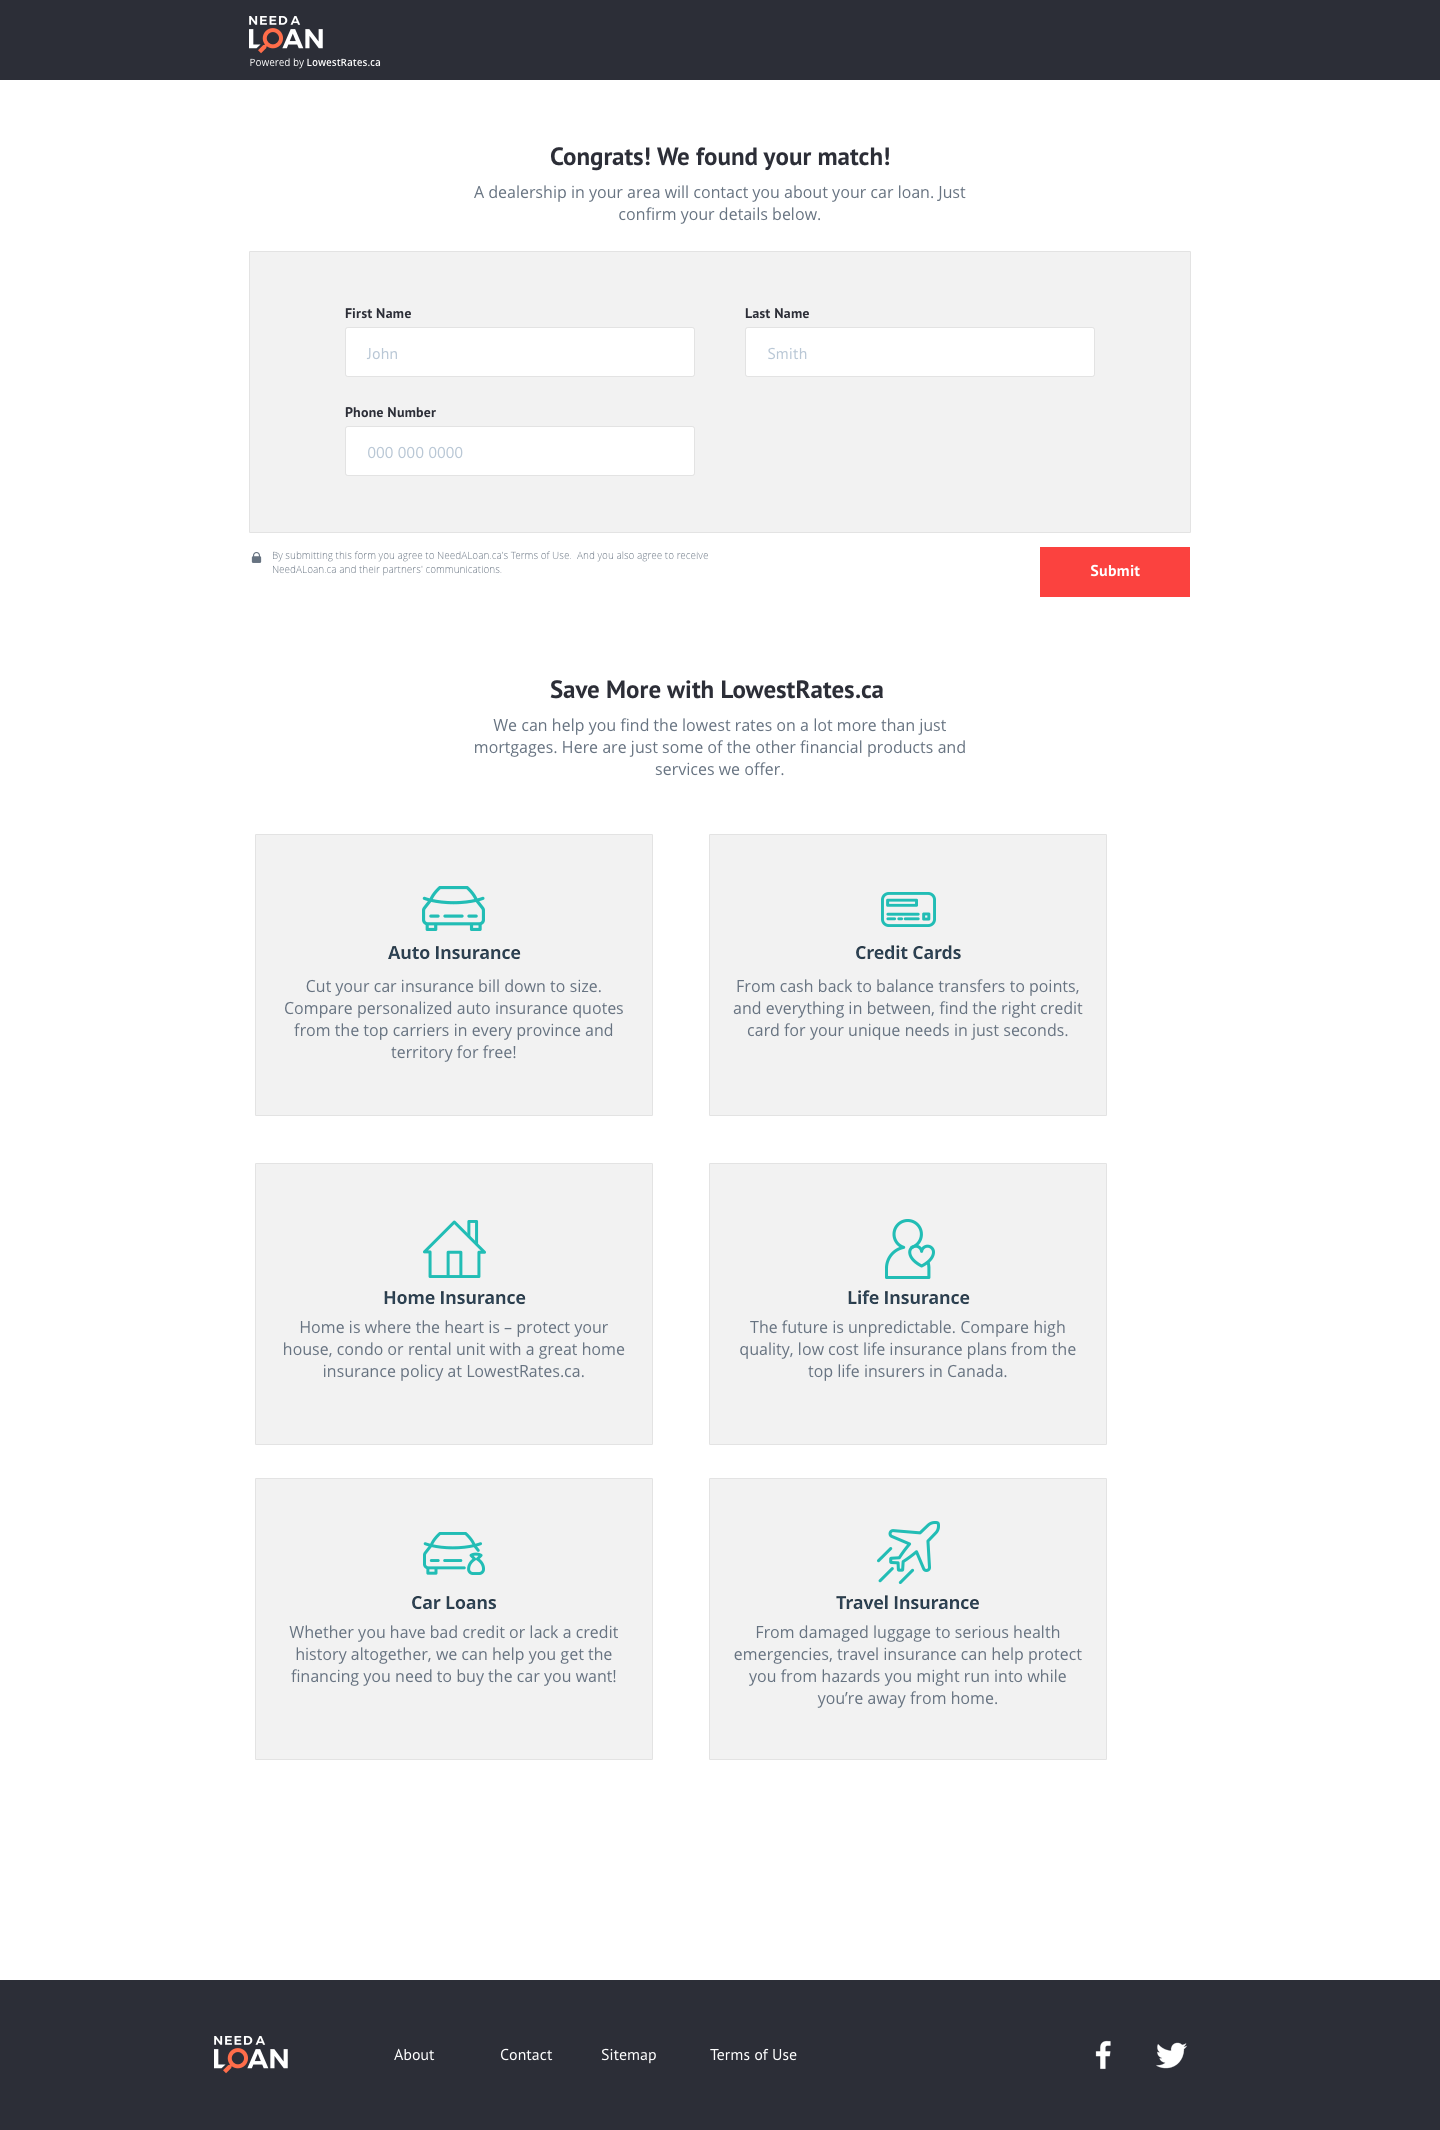 NEED A
LOAN
Powered by LowestRates.ca
Congrats! We found your match!
A dealership in your area will contact you about your car loan. Just
confirm your details below.
First Name
Last Name
John
Smith
Phone Number
000 000 0000
By submitting this form you agree to NeedALoan.ca's Terms of Use.  And you also agree to receive
NeedALoan.ca and their partners' communications.
Submit
Save More with LowestRates.ca
We can help you find the lowest rates on a lot more than just
mortgages. Here are just some of the other financial products and
services we offer.
Auto Insurance
Cut your car insurance bill down to size.
Compare personalized auto insurance quotes
from the top carriers in every province and
territory for free!
Credit Cards
From cash back to balance transfers to points,
and everything in between, find the right credit
card for your unique needs in just seconds.
Home Insurance
Home is where the heart is – protect your
house, condo or rental unit with a great home
insurance policy at LowestRates.ca.
Life Insurance
The future is unpredictable. Compare high
quality, low cost life insurance plans from the
top life insurers in Canada.
Car Loans
Whether you have bad credit or lack a credit
history altogether, we can help you get the
financing you need to buy the car you want!
Travel Insurance
From damaged luggage to serious health
emergencies, travel insurance can help protect
you from hazards you might run into while
you’re away from home.
NEED A
LOAN
About
Contact
Sitemap
Terms of Use